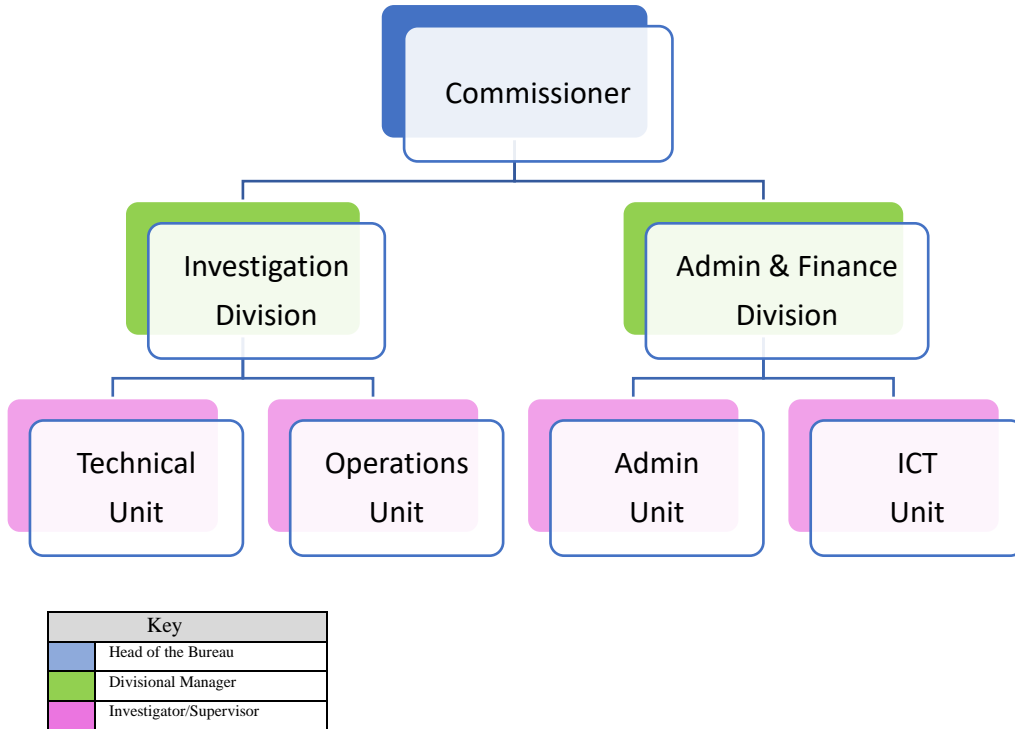 Commissioner
Investigation
Division
Admin & Finance
Division
Technical
Unit
Operations
Unit
Admin
Unit
ICT
Unit
Key
Head of the Bureau
Divisional Manager
Investigator/Supervisor